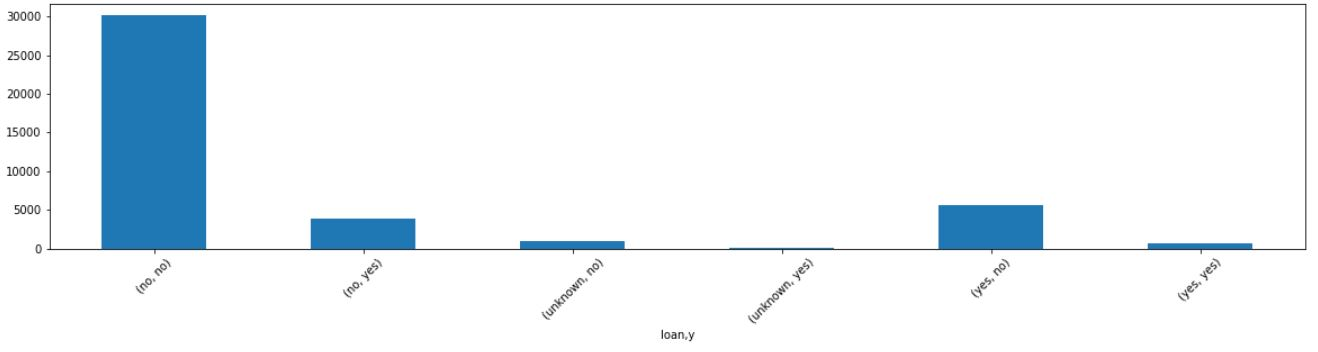 30000
25000
20000
15000
10000
5000
0
(no, no)
(no, yes)
(unknown, no)
(unknown, yes)
(yes, no)
(yes, yes)
loan,y